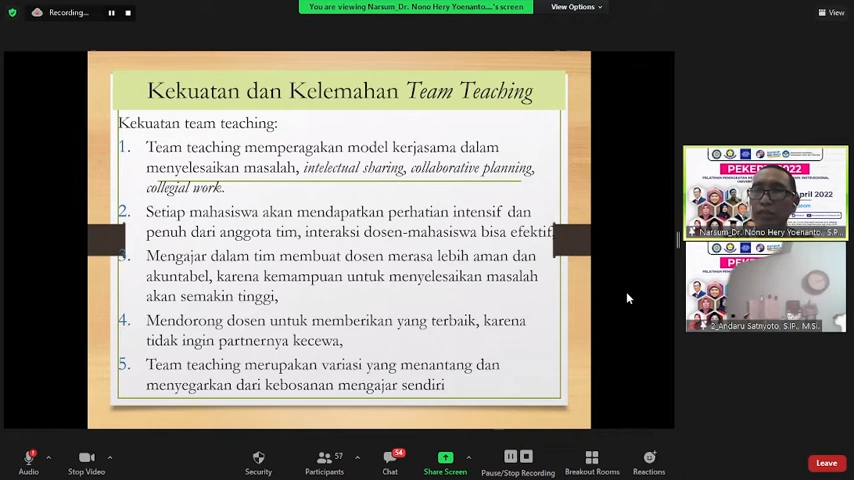 Recording...
You are viewing Narsum_Dr. Nono Hery Yoenanto....'s screen
View Options
View
Kekuatan dan Kelemahan Team Teaching
Kekuatan team teaching:
1. Team teaching memperagakan model kerjasama dalam
menyelesaikan masalah, intelectual sharing, collaborative planning,
collegial work.
2. Setiap mahasiswa akan mendapatkan perhatian intensif dan
penuh dari anggota tim, interaksi dosen-mahasiswa bisa efektif.
3. Mengajar dalam tim membuat dosen merasa lebih aman dan
akuntabel, karena kemampuan untuk menyelesaikan masalah
akan semakin tinggi,
4. Mendorong dosen untuk memberikan yang terbaik, karena
tidak ingin partnernya kecewa,
5. Team teaching merupakan variasi yang menantang dan
menyegarkan dari kebosanan mengajar sendiri
2022
april 2022
Narsum_Dr. Nono Hery Yoenanto, S.P...
2_Andaru Satnyoto, S.IP., M.Si.
57
54
Audio
Stop Video
Security
Participants
Chat
Share Screen
Pause/Stop Recording
Breakout Rooms
Reactions
Leave